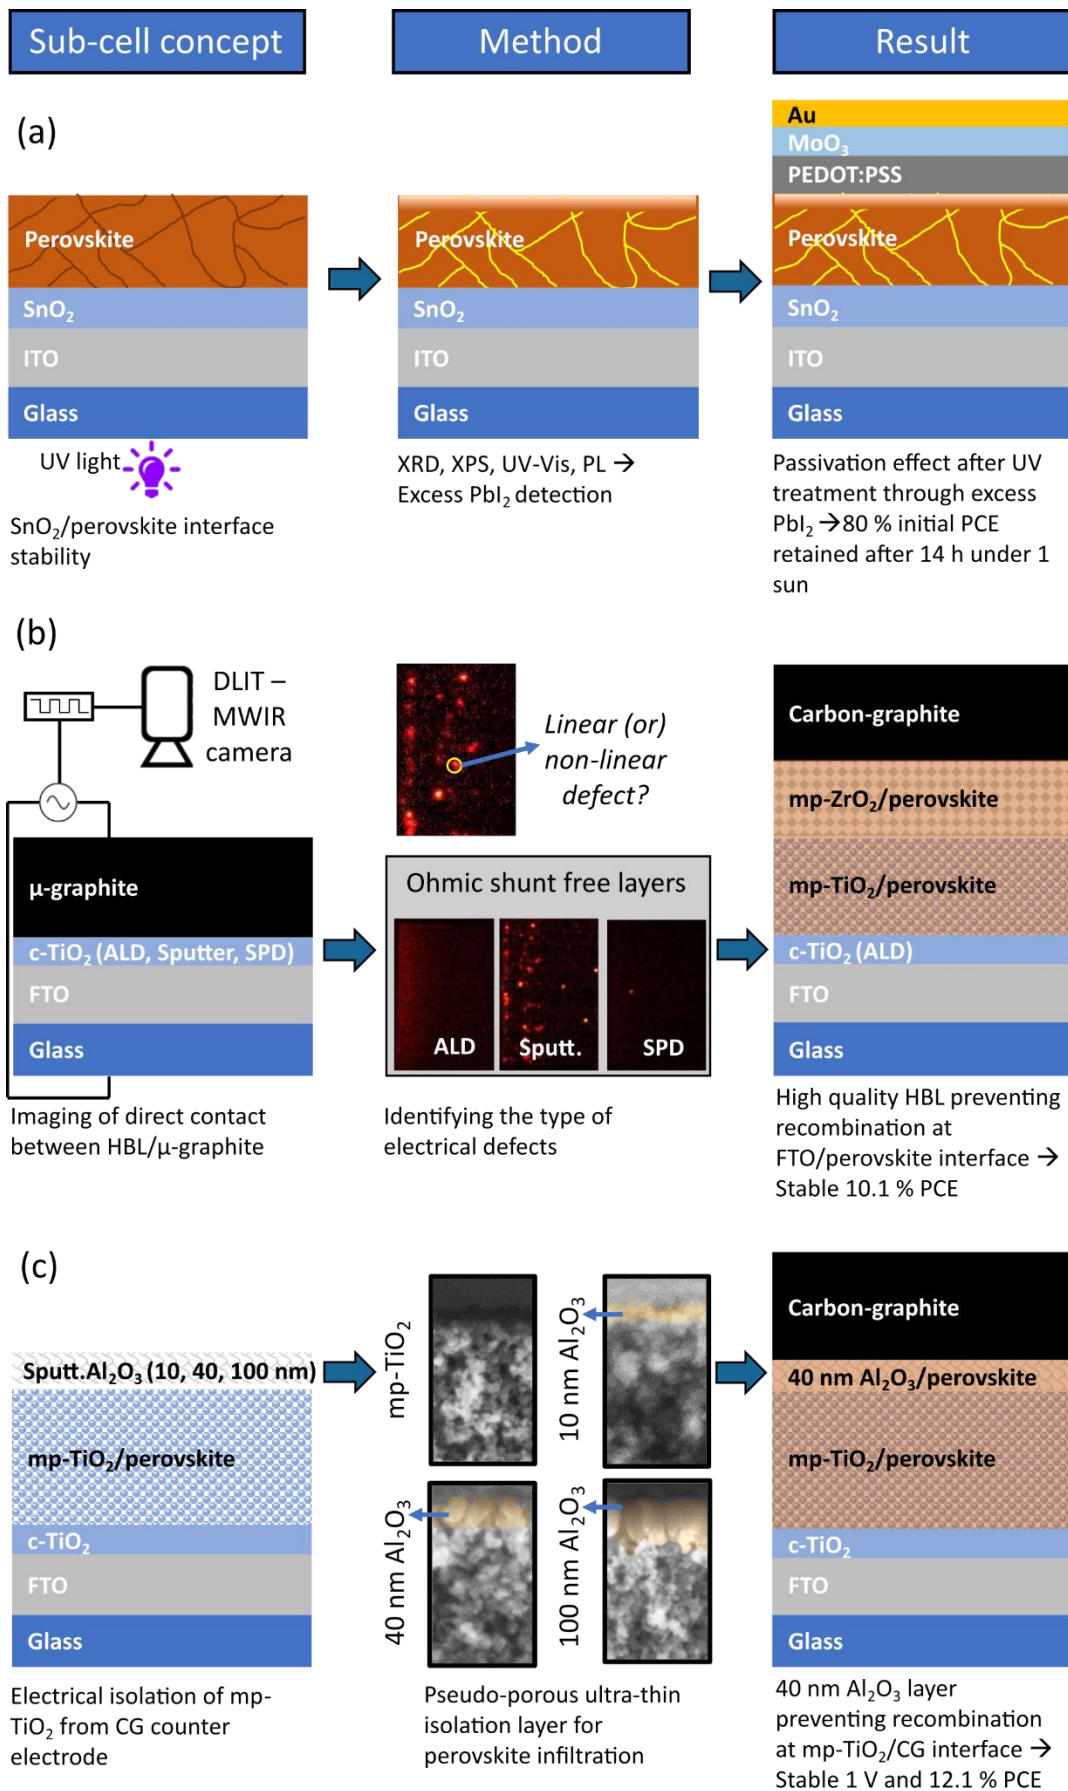 Sub-cell concept
Method
Result
(a)
Perovskite
SnO₂
ITO
Glass
UV light
SnO₂/perovskite interface
stability
Perovskite
SnO₂
ITO
Glass
XRD, XPS, UV-Vis, PL →
Excess PbI₂ detection
Au
MoO₃
PEDOT:PSS
Perovskite
SnO₂
ITO
Glass
Passivation effect after UV
treatment through excess
PbI₂ →80 % initial PCE
retained after 14 h under 1
sun
(b)
DLIT –
MWIR
camera
μ-graphite
c-TiO₂ (ALD, Sputter, SPD)
FTO
Glass
Imaging of direct contact
between HBL/μ-graphite
Linear (or)
non-linear
defect?
Ohmic shunt free layers
ALD
Sputt.
SPD
Identifying the type of
electrical defects
Carbon-graphite
mp-ZrO₂/perovskite
mp-TiO₂/perovskite
c-TiO₂ (ALD)
FTO
Glass
High quality HBL preventing
recombination at
FTO/perovskite interface →
Stable 10.1 % PCE
(c)
Sputt.Al₂O₃ (10, 40, 100 nm)
mp-TiO₂/perovskite
c-TiO₂
FTO
Glass
Electrical isolation of mp-
TiO₂ from CG counter
electrode
mp-TiO₂
10 nm Al₂O₃
40 nm Al₂O₃
100 nm Al₂O₃
Pseudo-porous ultra-thin
isolation layer for
perovskite infiltration
Carbon-graphite
40 nm Al₂O₃/perovskite
mp-TiO₂/perovskite
c-TiO₂
FTO
Glass
40 nm Al₂O₃ layer
preventing recombination
at mp-TiO₂/CG interface →
Stable 1 V and 12.1 % PCE